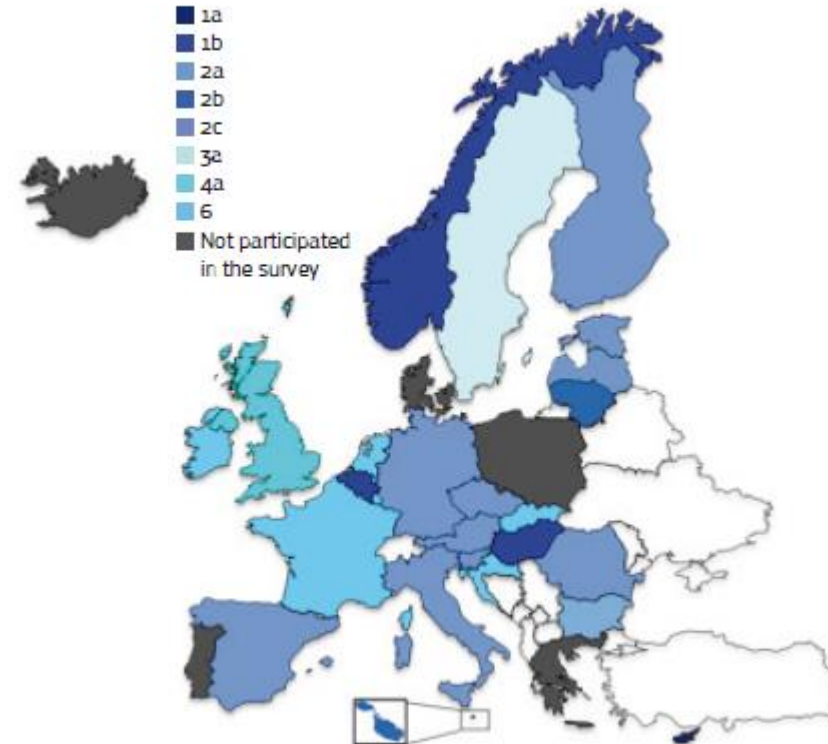 1a
1b
2a
2b
2c
3a
4a
6
Not participated
in the survey